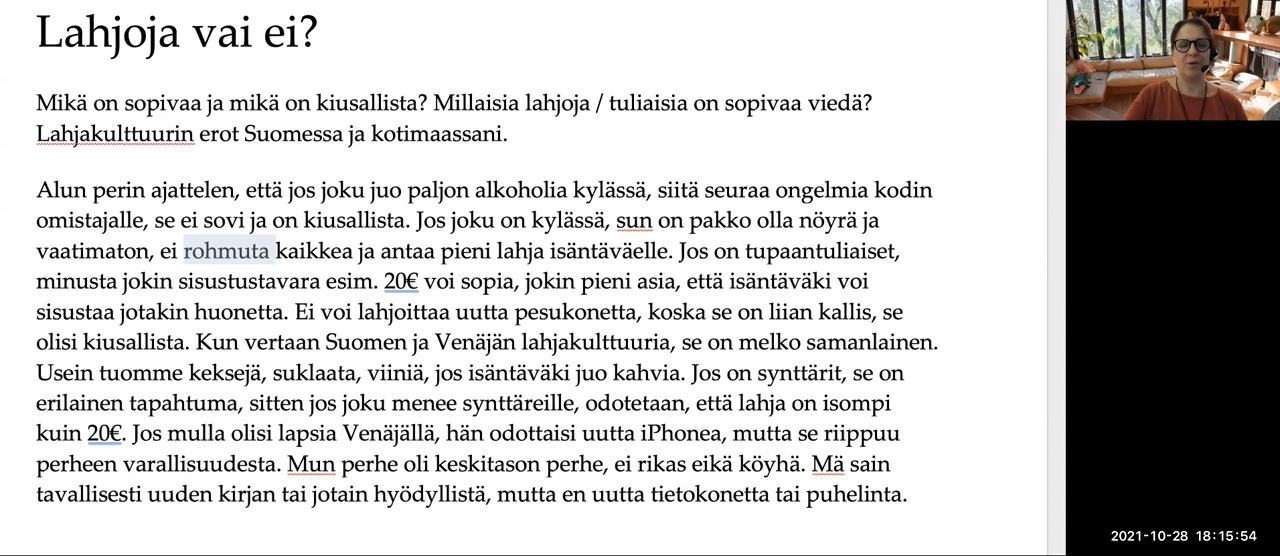 Lahjoja vai ei?
Mikä on sopivaa ja mikä on kiusallista? Millaisia lahjoja / tuliaisia on sopivaa viedä?
Lahjakulttuurin erot Suomessa ja kotimaassani.
Alun perin ajattelen, että jos joku juo paljon alkoholia kylässä, siitä seuraa ongelmia kodin
omistajalle, se ei sovi ja on kiusallista. Jos joku on kylässä, sun on pakko olla nöyrä ja
vaatimaton, ei rohmuta kaikkea ja antaa pieni lahja isäntäväelle. Jos on tupaantuliaiset,
minusta jokin sisustustavara esim. 20€ voi sopia, jokin pieni asia, että isäntäväki voi
sisustaa jotakin huonetta. Ei voi lahjoittaa uutta pesukonetta, koska se on liian kallis, se
olisi kiusallista. Kun vertaan Suomen ja Venäjän lahjakulttuuria, se on melko samanlainen.
Usein tuomme keksejä, suklaata, viiniä, jos isäntäväki juo kahvia. Jos on synttärit, se on
erilainen tapahtuma, sitten jos joku menee synttäreille, odotetaan, että lahja on isompi
kuin 20€. Jos mulla olisi lapsia Venäjällä, hän odottaisi uutta iPhonea, mutta se riippuu
perheen varallisuudesta. Mun perhe oli keskitason perhe, ei rikas eikä köyhä. Mä sain
tavallisesti uuden kirjan tai jotain hyödyllistä, mutta en uutta tietokonetta tai puhelinta.
2021-10-28 18:15:54